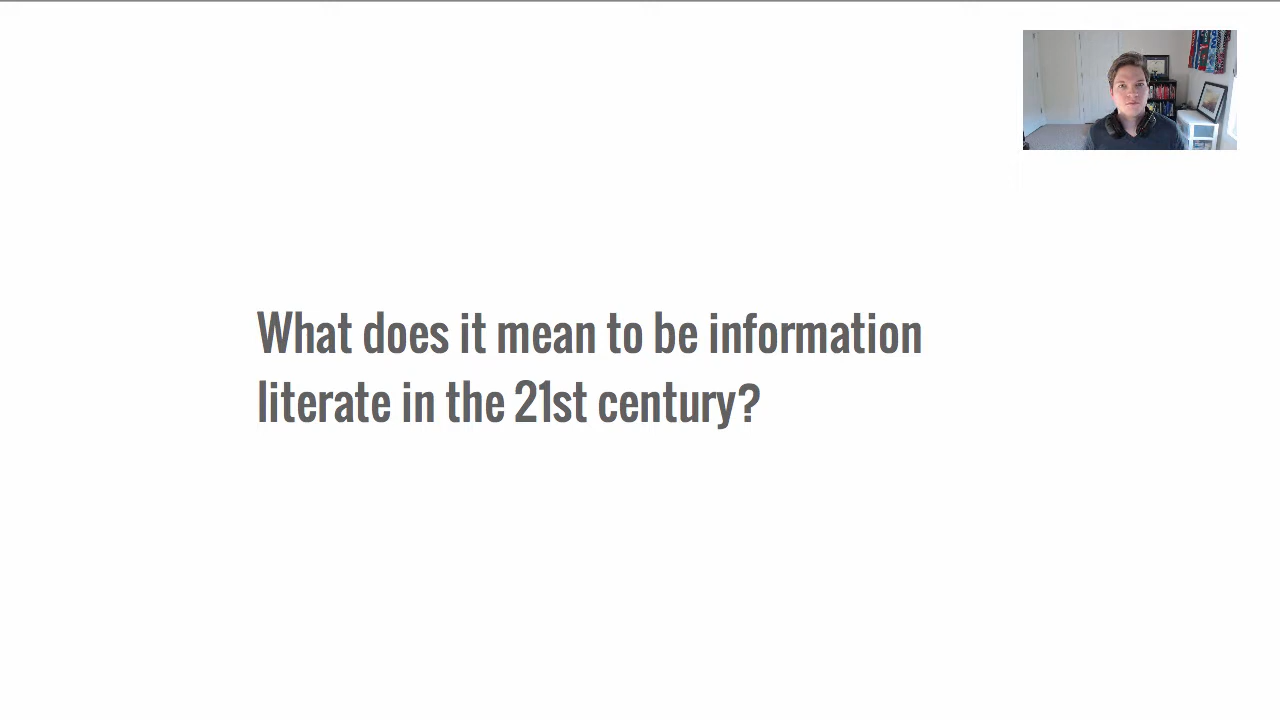 What does it mean to be information
literate in the 21st century?